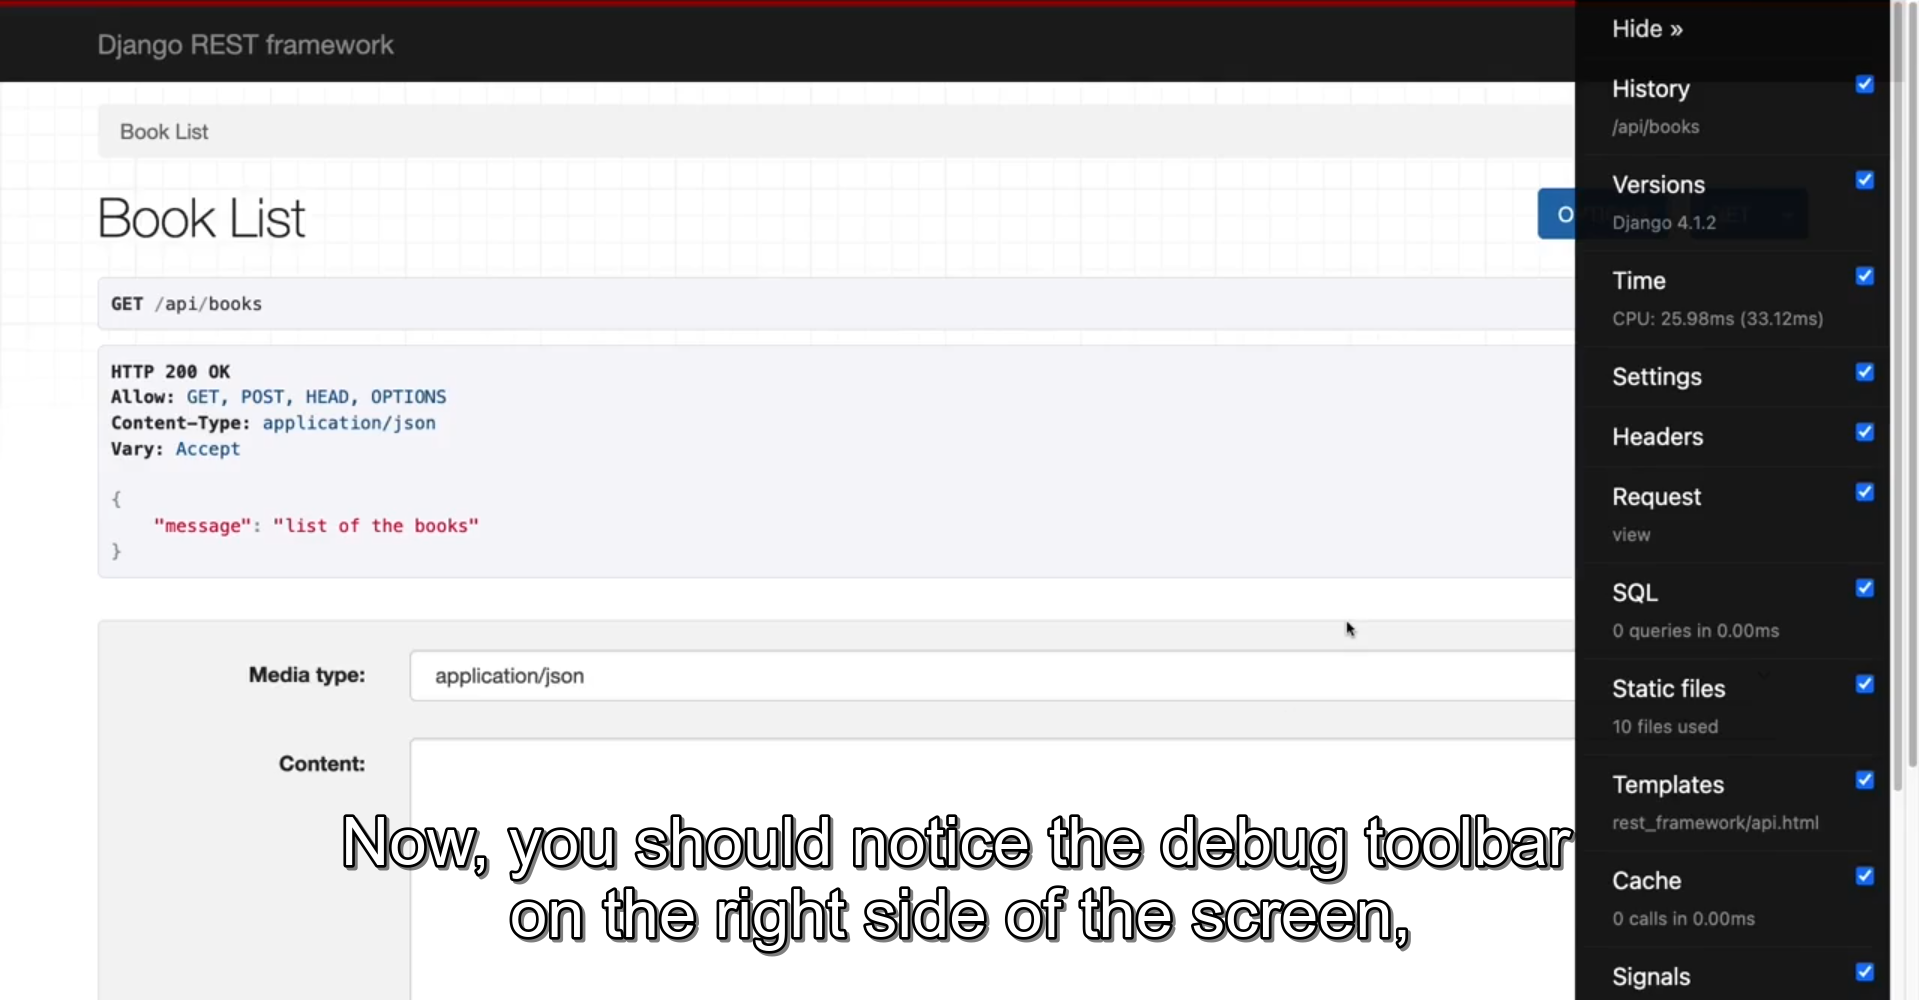 Django REST framework
Book List
Book List
O
GET /api/books
HTTP 200 OK
Allow: GET, POST, HEAD, OPTIONS
Content-Type: application/json
Vary: Accept
{
"message": "list of the books"
}
Media type:
application/json
Content:
Hide »
History
/api/books
Versions
Django 4.1.2
Time
CPU: 25.98ms (33.12ms)
Settings
Headers
Request
view
SQL
0 queries in 0.00ms
Static files
10 files used
Templates
rest_framework/api.html
Cache
0 calls in 0.00ms
Signals
Now, you should notice the debug toolbar
on the right side of the screen,